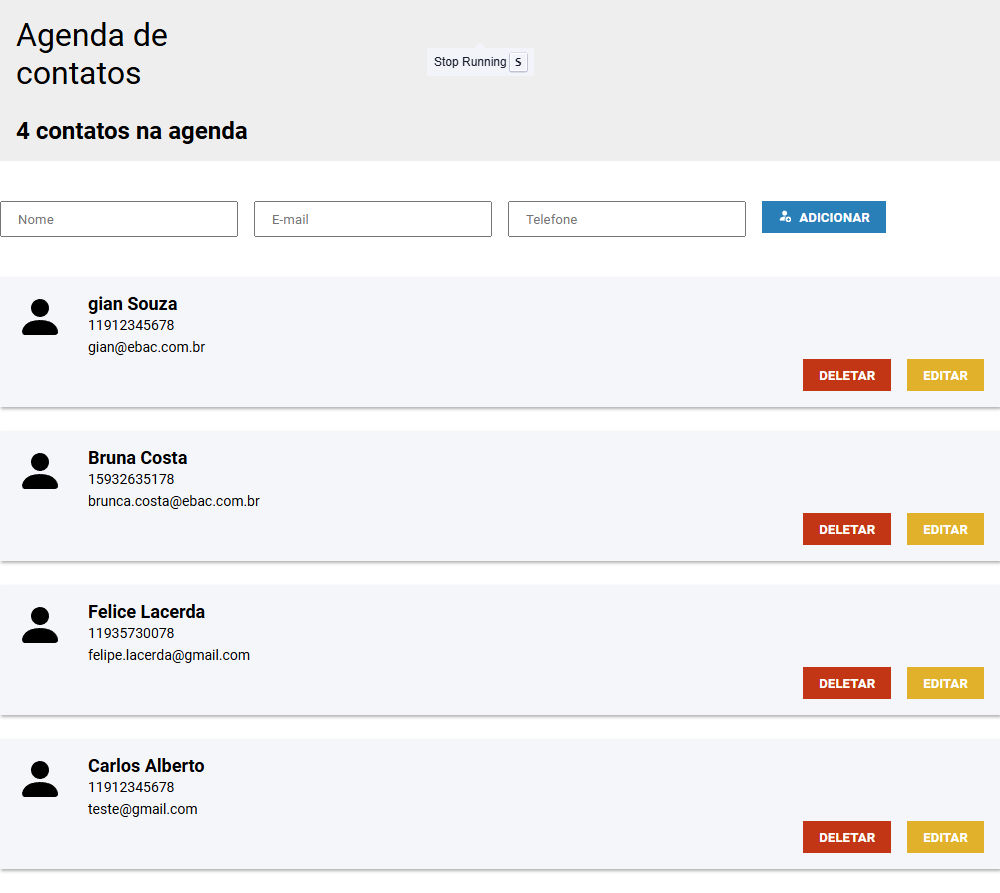 Agenda de
contatos
Stop Running S
4 contatos na agenda
Nome E-mail Telefone ADICIONAR
gian Souza
11912345678
gian@ebac.com.br
DELETAR EDITAR
Bruna Costa
15932635178
brunca.costa@ebac.com.br
DELETAR EDITAR
Felice Lacerda
11935730078
felipe.lacerda@gmail.com
DELETAR EDITAR
Carlos Alberto
11912345678
teste@gmail.com
DELETAR EDITAR